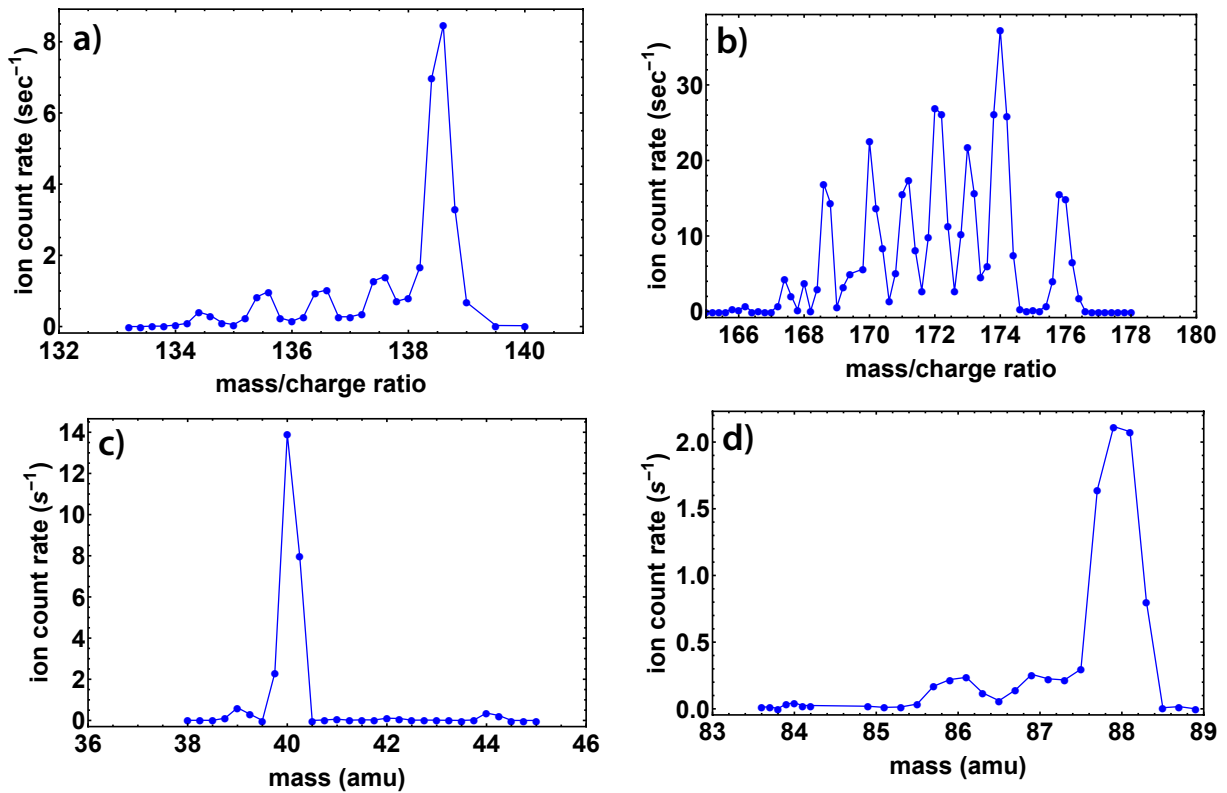 a)
ion count rate (sec⁻¹)
8
6
4
2
0
132 134 136 138 140
mass/charge ratio
b)
ion count rate (sec⁻¹)
30
20
10
0
166 168 170 172 174 176 178 180
mass/charge ratio
c)
ion count rate (s⁻¹)
14
12
10
8
6
4
2
0
36 38 40 42 44 46
mass (amu)
d)
ion count rate (s⁻¹)
2.0
1.5
1.0
0.5
0.0
83 84 85 86 87 88 89
mass (amu)